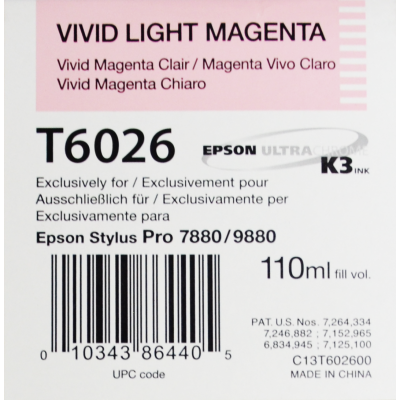 VIVID LIGHT MAGENTA
Vivid Magenta Clair / Magenta Vivo Claro
Vivid Magenta Chiaro
T6026 EPSON ULTRACHROME K3 INK
Exclusively for / Exclusivement pour
Ausschließlich für / Exclusivamente per
Exclusivamente para
Epson Stylus Pro 7880/9880
110ml fill vol.
PAT. U.S. Nos. 7,264,334
7,246,882 ; 7,152,965
6,834,945 ; 7,125,100
C13T602600
0 10343 86440 5
UPC code
MADE IN CHINA